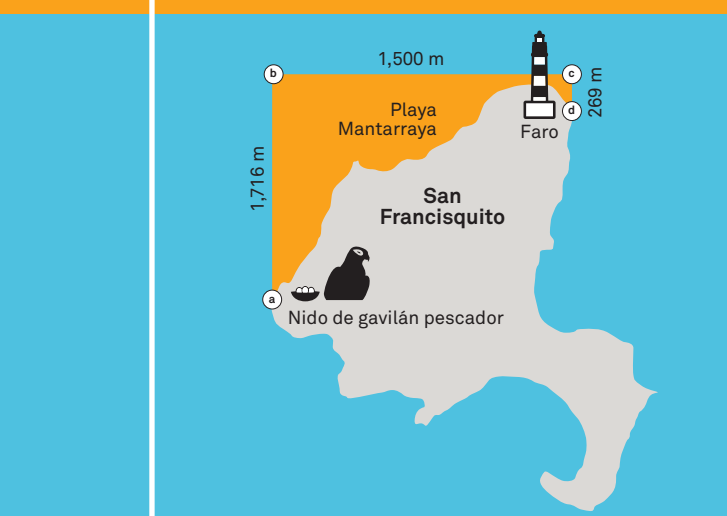 1,500 m
b
c
269 m
d
Playa
Mantarraya
Faro
1,716 m
San
Francisquito
a
Nido de gavilán pescador